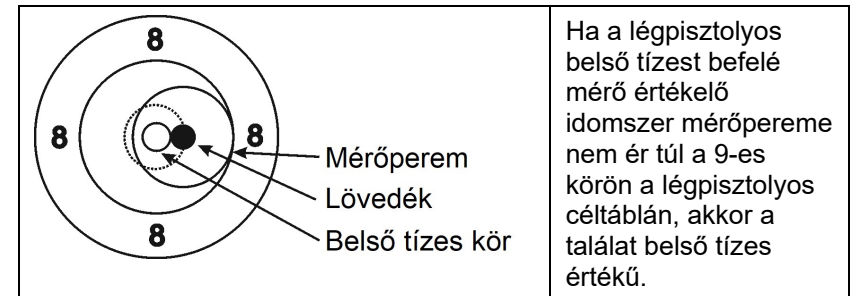 8
8
8
8
Mérőperem
Lövedék
Belső tízes kör
Ha a légpisztolyos
belső tízest befelé
mérő értékelő
idomszer mérőpereme
nem ér túl a 9-es
körön a légpisztolyos
céltáblán, akkor a
találat belső tízes
értékű.